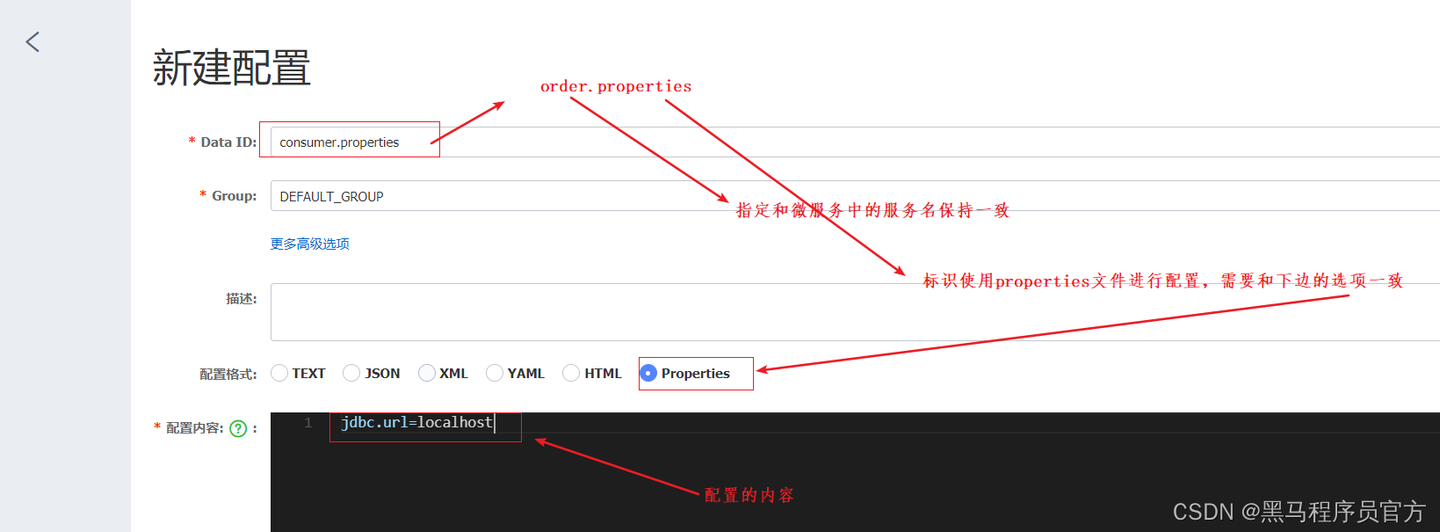 新建配置
order.properties
* Data ID: consumer.properties
* Group: DEFAULT_GROUP
指定和微服务中的服务名保持一致
更多高级选项
标识使用properties文件进行配置，需要和下边的选项一致
描述:
配置格式: TEXT JSON XML YAML HTML Properties
* 配置内容: ? :
1 jdbc.url=localhost
配置的内容
CSDN @黑马程序员官方